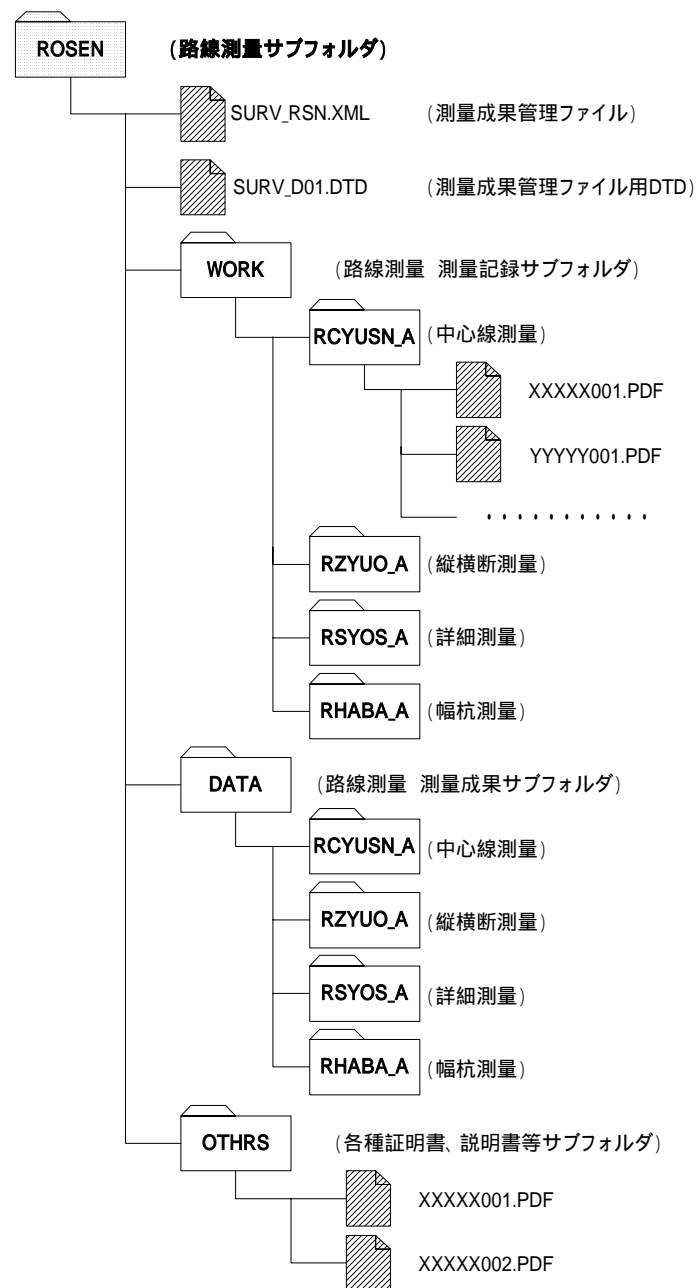 ROSEN (路線測量サブフォルダ)
SURV_RSN.XML (測量成果管理ファイル)
SURV_D01.DTD (測量成果管理ファイル用DTD)
WORK (路線測量 測量記録サブフォルダ)
RCYUSN_A (中心線測量)
XXXXX001.PDF
YYYYY001.PDF
・・・・・・・・・・・
RZYUO_A (縦横断測量)
RSYOS_A (詳細測量)
RHABA_A (幅杭測量)
DATA (路線測量 測量成果サブフォルダ)
RCYUSN_A (中心線測量)
RZYUO_A (縦横断測量)
RSYOS_A (詳細測量)
RHABA_A (幅杭測量)
OTHRS (各種証明書、説明書等サブフォルダ)
XXXXX001.PDF
XXXXX002.PDF